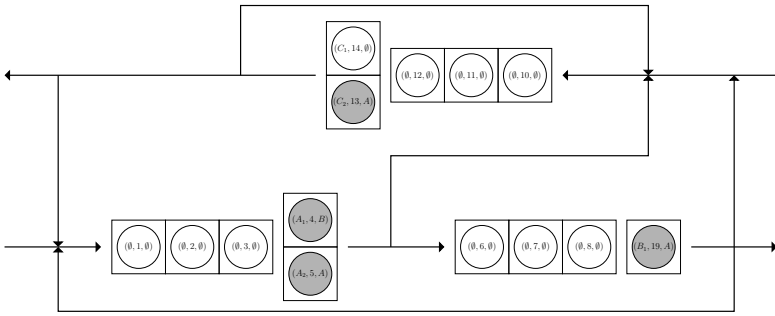 (C₁, 14, ∅)
(∅, 12, ∅) (∅, 11, ∅) (∅, 10, ∅)
(C₂, 13, A)
(A₁, 4, B)
(∅, 1, ∅) (∅, 2, ∅) (∅, 3, ∅) (∅, 6, ∅) (∅, 7, ∅) (∅, 8, ∅) (B₁, 19, A)
(A₂, 5, A)